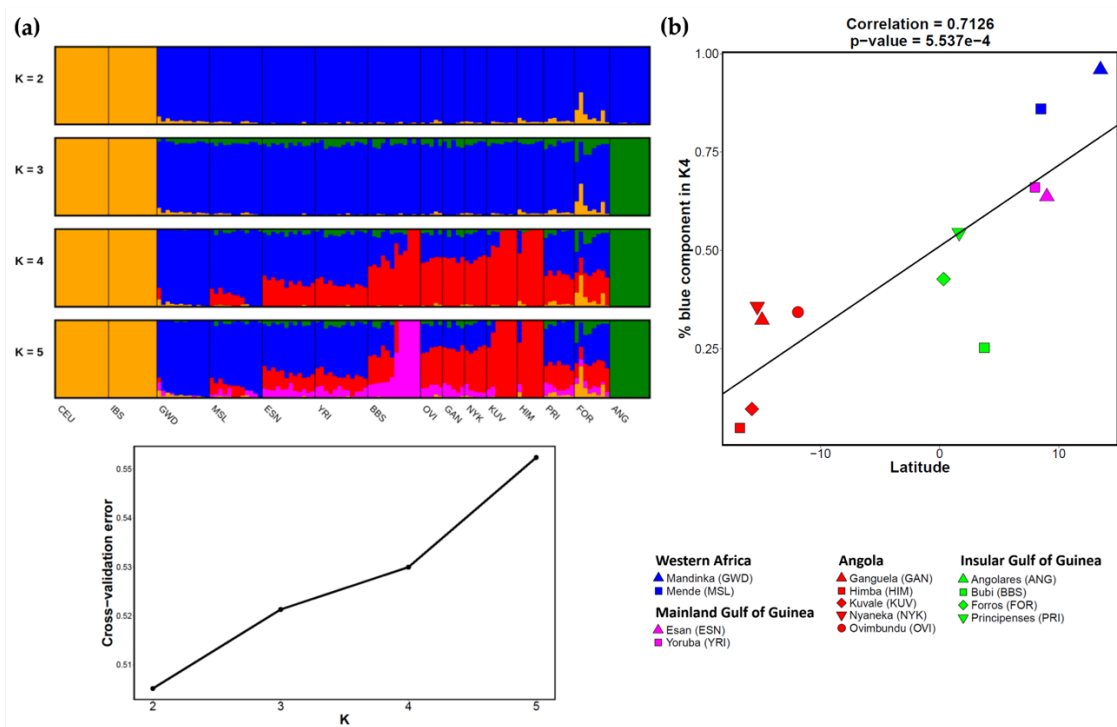 (a)
K = 2
K = 3
K = 4
K = 5
CEU
IBS
GWD
MSL
ESN
YRI
BBS
OVI
GAN
NYK
KUV
HIM
PRI
FOR
ANG
Cross−validation error
0.55
0.54
0.53
0.52
0.51
2
3
4
5
K
(b)
Correlation = 0.7126
p−value = 5.537e−4
% blue component in K4
1.00
0.75
0.50
0.25
−10
0
10
Latitude
Western Africa
Mandinka (GWD)
Mende (MSL)
Mainland Gulf of Guinea
Esan (ESN)
Yoruba (YRI)
Angola
Ganguela (GAN)
Himba (HIM)
Kuvale (KUV)
Nyaneka (NYK)
Ovimbundu (OVI)
Insular Gulf of Guinea
Angolares (ANG)
Bubi (BBS)
Forros (FOR)
Principenses (PRI)